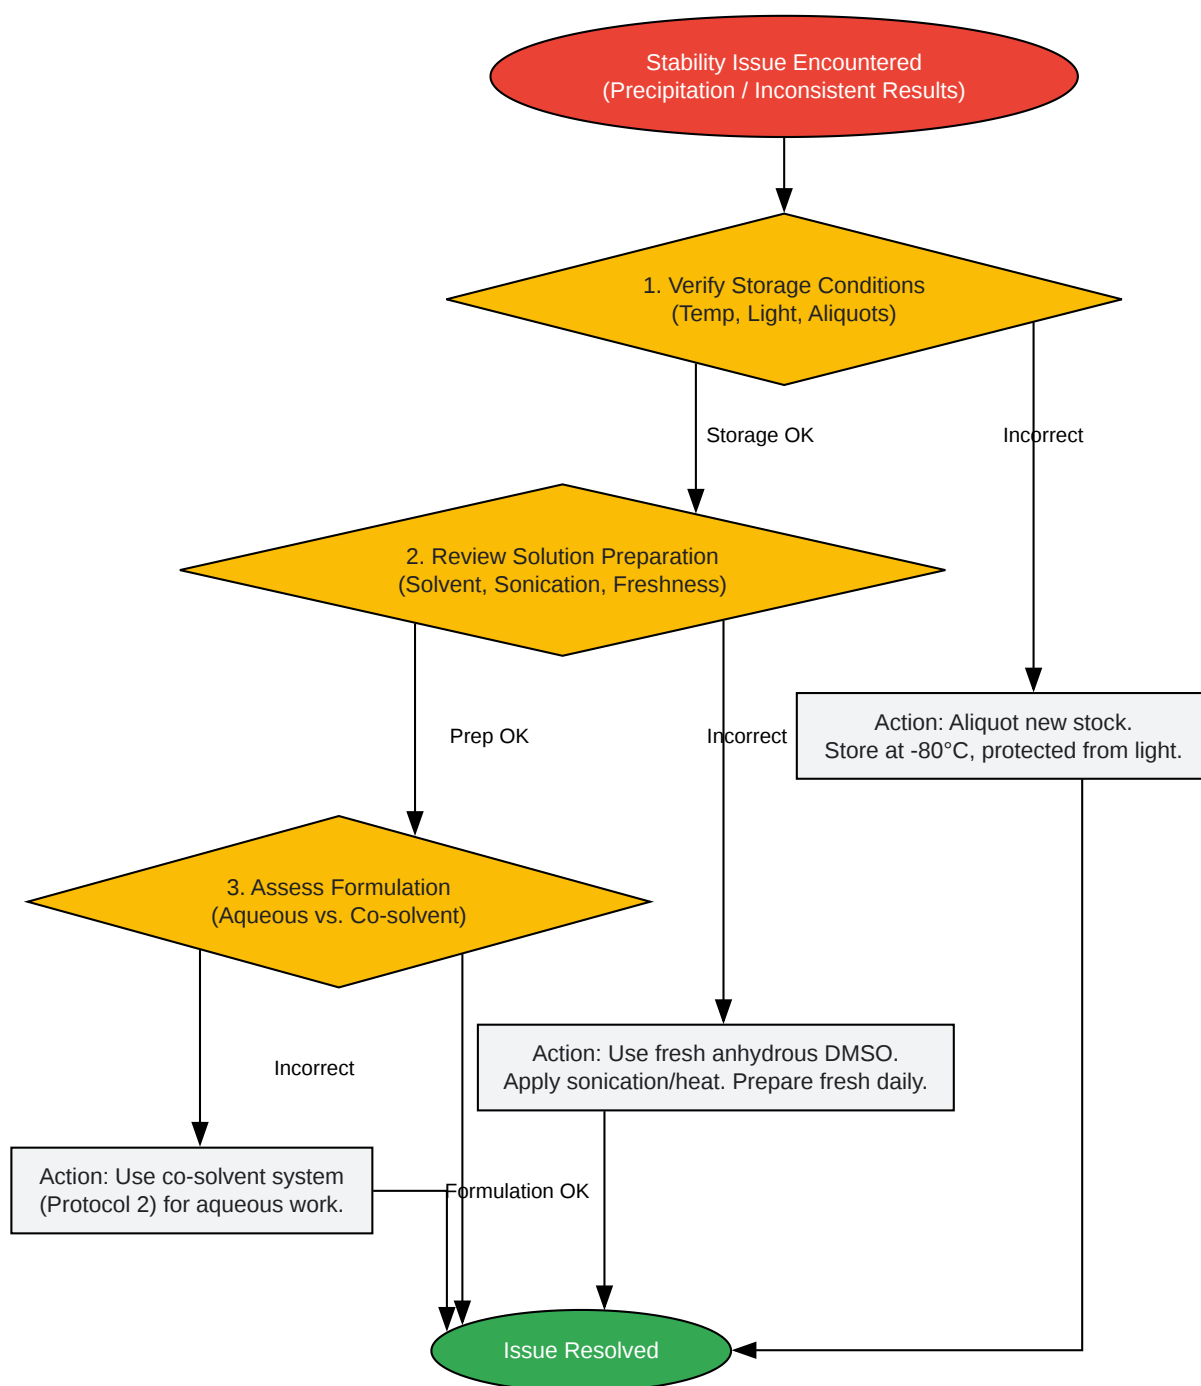 Stability Issue Encountered
(Precipitation / Inconsistent Results)
1. Verify Storage Conditions
(Temp, Light, Aliquots)
Storage OK
Incorrect
2. Review Solution Preparation
(Solvent, Sonication, Freshness)
Prep OK
Incorrect
Action: Aliquot new stock.
Store at -80°C, protected from light.
3. Assess Formulation
(Aqueous vs. Co-solvent)
Incorrect
Action: Use fresh anhydrous DMSO.
Apply sonication/heat. Prepare fresh daily.
Action: Use co-solvent system
(Protocol 2) for aqueous work.
Formulation OK
Issue Resolved